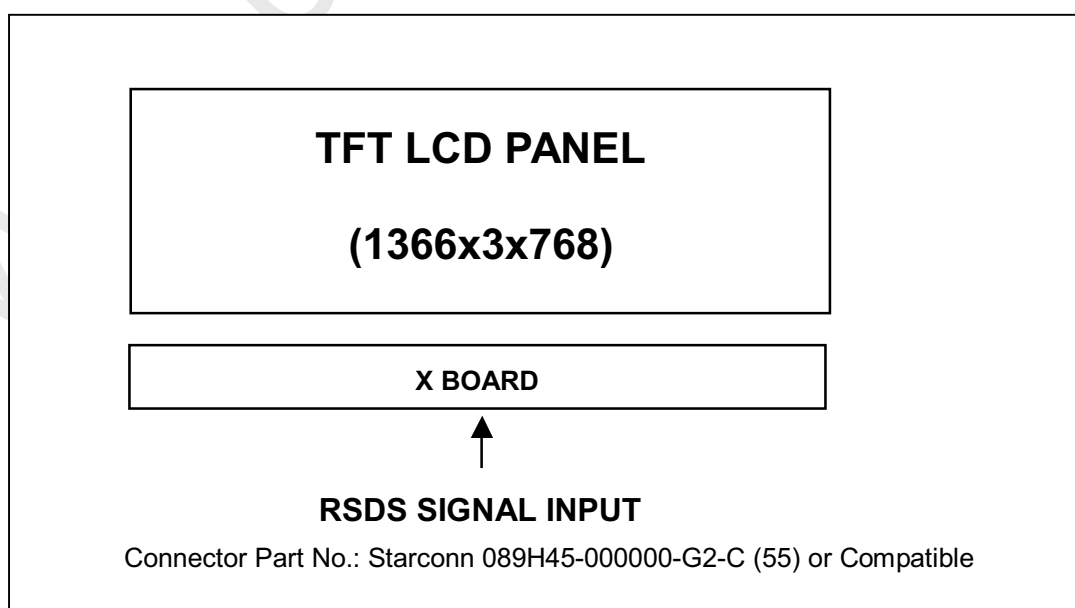 TFT LCD PANEL
(1366x3x768)
X BOARD
RSDS SIGNAL INPUT
Connector Part No.: Starconn 089H45-000000-G2-C (55) or Compatible